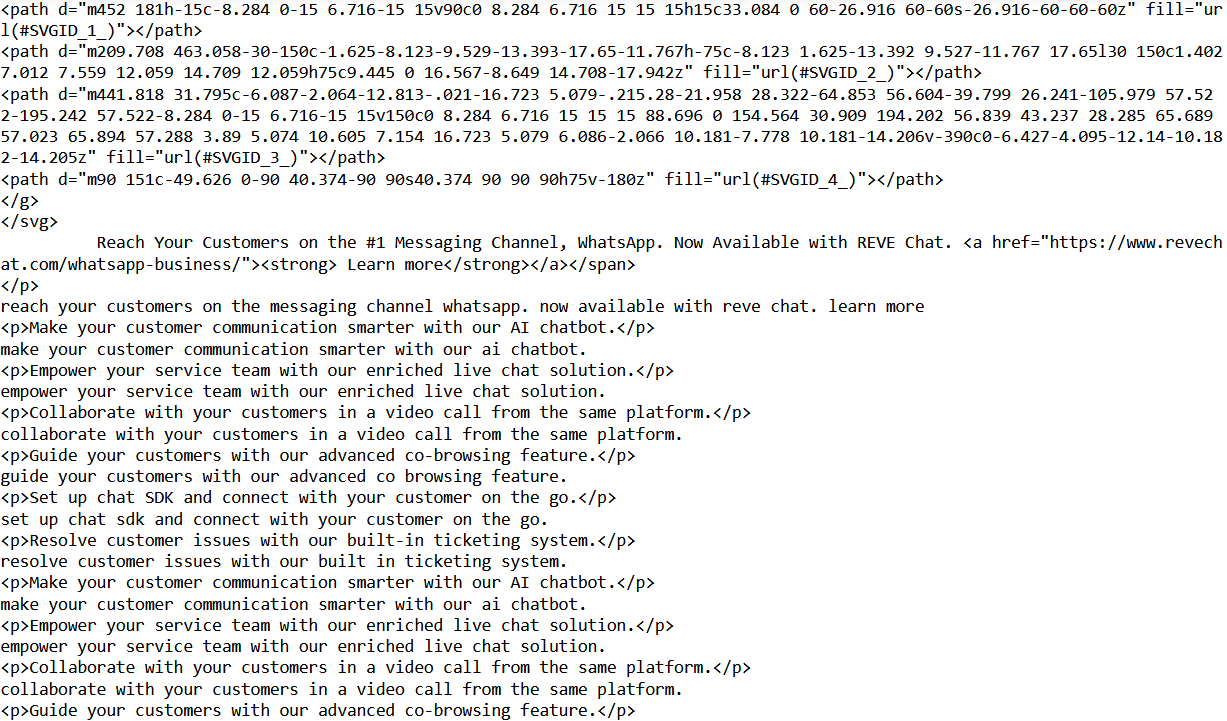 <path d="m452 181h-15c-8.284 0-15 6.716-15 15v90c0 8.284 6.716 15 15 15h15c33.084 0 60-26.916 60-60s-26.916-60-60-60z" fill="ur
l(#SVGID_1_)"></path>
<path d="m209.708 463.058-30-150c-1.625-8.123-9.529-13.393-17.65-11.767h-75c-8.123 1.625-13.392 9.527-11.767 17.65l30 150c1.402
7.012 7.559 12.059 14.709 12.059h75c9.445 0 16.567-8.649 14.708-17.942z" fill="url(#SVGID_2_)"></path>
<path d="m441.818 31.795c-6.087-2.064-12.813-.021-16.723 5.079-.215.28-21.958 28.322-64.853 56.604-39.799 26.241-105.979 57.52
2-195.242 57.522-8.284 0-15 6.716-15 15v150c0 8.284 6.716 15 15 15 88.696 0 154.564 30.909 194.202 56.839 43.237 28.285 65.689
57.023 65.894 57.288 3.89 5.074 10.605 7.154 16.723 5.079 6.086-2.066 10.181-7.778 10.181-14.206v-390c0-6.427-4.095-12.14-10.18
2-14.205z" fill="url(#SVGID_3_)"></path>
<path d="m90 151c-49.626 0-90 40.374-90 90s40.374 90 90 90h75v-180z" fill="url(#SVGID_4_)"></path>
</g>
</svg>
Reach Your Customers on the #1 Messaging Channel, WhatsApp. Now Available with REVE Chat. <a href="https://www.revech
at.com/whatsapp-business/"><strong> Learn more</strong></a></span>
</p>
reach your customers on the messaging channel whatsapp. now available with reve chat. learn more
<p>Make your customer communication smarter with our AI chatbot.</p>
make your customer communication smarter with our ai chatbot.
<p>Empower your service team with our enriched live chat solution.</p>
empower your service team with our enriched live chat solution.
<p>Collaborate with your customers in a video call from the same platform.</p>
collaborate with your customers in a video call from the same platform.
<p>Guide your customers with our advanced co-browsing feature.</p>
guide your customers with our advanced co browsing feature.
<p>Set up chat SDK and connect with your customer on the go.</p>
set up chat sdk and connect with your customer on the go.
<p>Resolve customer issues with our built-in ticketing system.</p>
resolve customer issues with our built in ticketing system.
<p>Make your customer communication smarter with our AI chatbot.</p>
make your customer communication smarter with our ai chatbot.
<p>Empower your service team with our enriched live chat solution.</p>
empower your service team with our enriched live chat solution.
<p>Collaborate with your customers in a video call from the same platform.</p>
collaborate with your customers in a video call from the same platform.
<p>Guide your customers with our advanced co-browsing feature.</p>